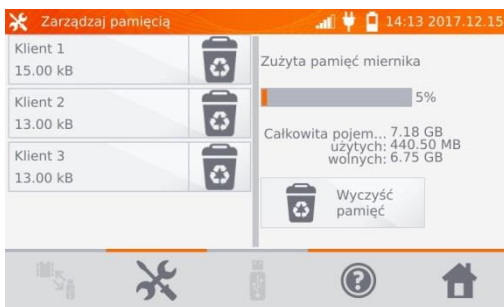 Zarządzaj pamięcią
14:13 2017.12.15
Klient 1
15.00 kB
Klient 2
13.00 kB
Klient 3
13.00 kB
Zużyta pamięć miernika
5%
Całkowita pojem... 7.18 GB
użytych: 440.50 MB
wolnych: 6.75 GB
Wyczyść
pamięć
?